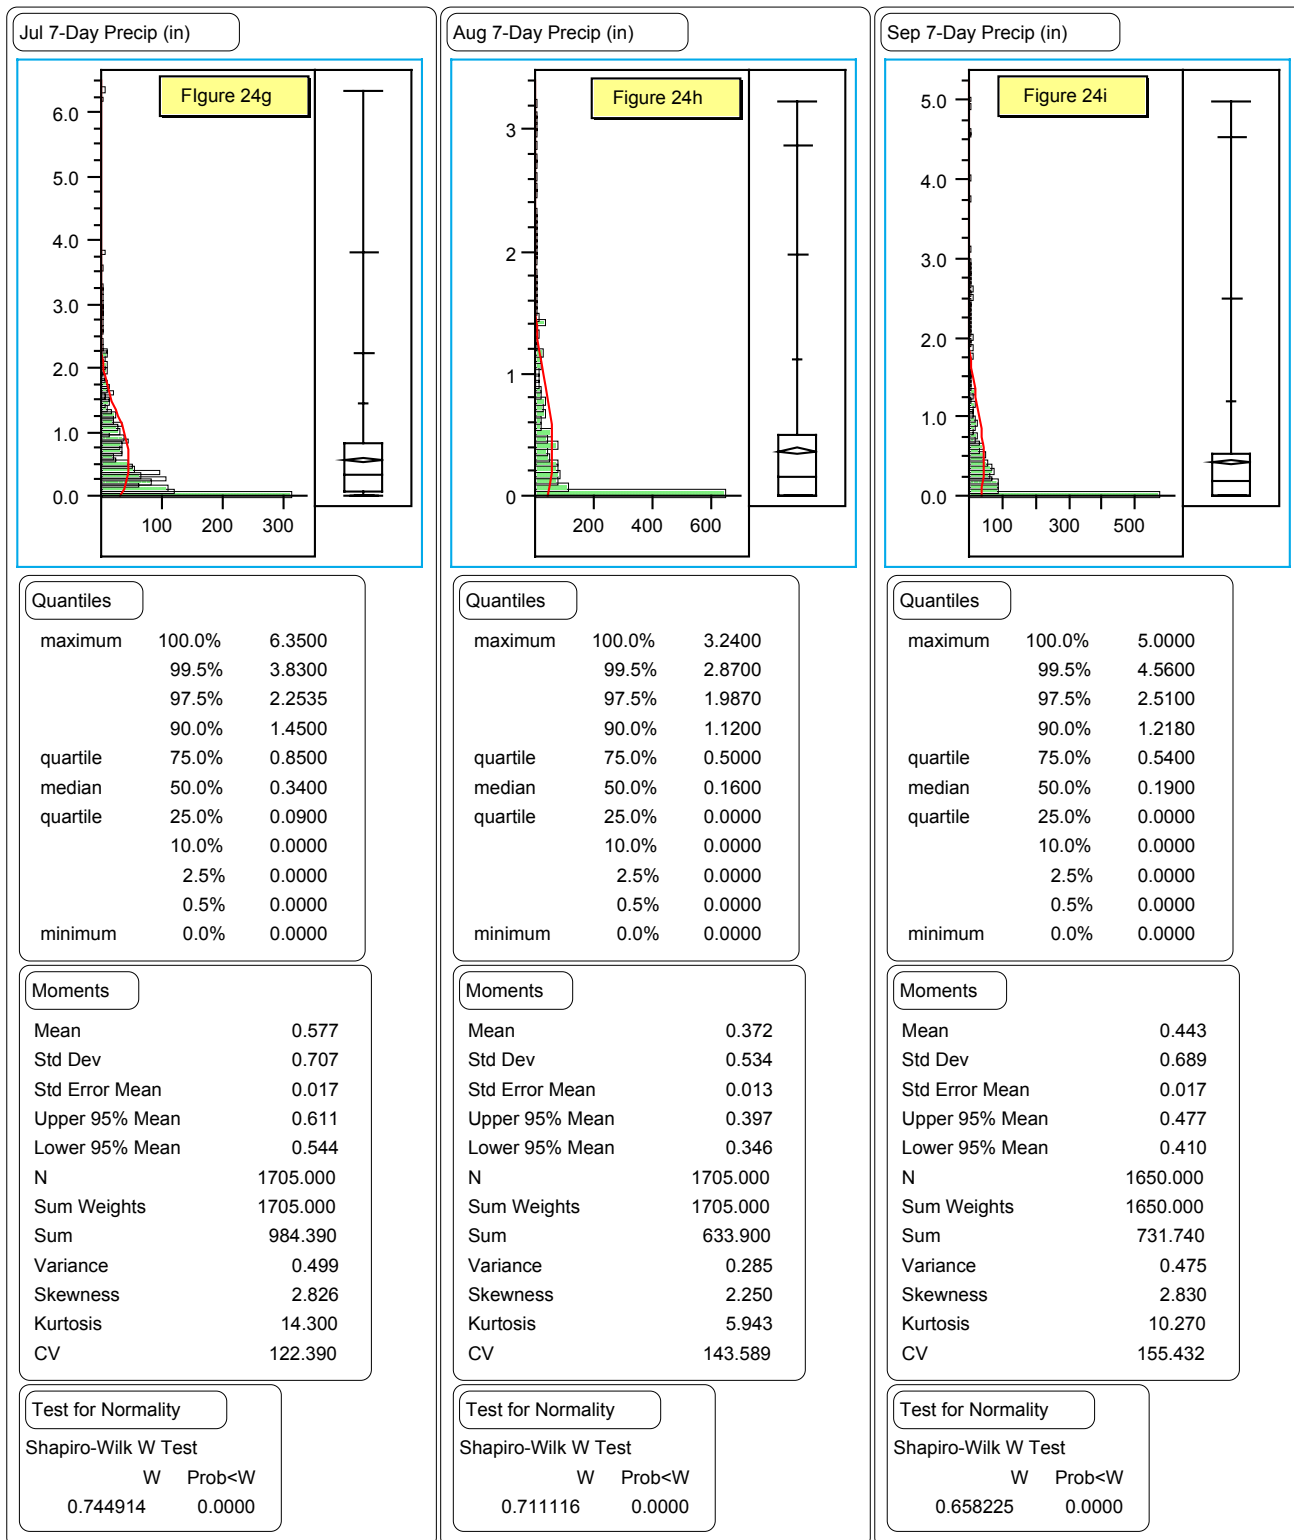 Jul 7-Day Precip (in)
FIgure 24g
6.0
5.0
4.0
3.0
2.0
1.0
0.0
100 200 300
Quantiles
maximum 100.0% 6.3500
99.5% 3.8300
97.5% 2.2535
90.0% 1.4500
quartile 75.0% 0.8500
median 50.0% 0.3400
quartile 25.0% 0.0900
10.0% 0.0000
2.5% 0.0000
0.5% 0.0000
minimum 0.0% 0.0000
Moments
Mean 0.577
Std Dev 0.707
Std Error Mean 0.017
Upper 95% Mean 0.611
Lower 95% Mean 0.544
N 1705.000
Sum Weights 1705.000
Sum 984.390
Variance 0.499
Skewness 2.826
Kurtosis 14.300
CV 122.390
Test for Normality
Shapiro-Wilk W Test
W Prob<W
0.744914 0.0000
Aug 7-Day Precip (in)
Figure 24h
3
2
1
0
200 400 600
Quantiles
maximum 100.0% 3.2400
99.5% 2.8700
97.5% 1.9870
90.0% 1.1200
quartile 75.0% 0.5000
median 50.0% 0.1600
quartile 25.0% 0.0000
10.0% 0.0000
2.5% 0.0000
0.5% 0.0000
minimum 0.0% 0.0000
Moments
Mean 0.372
Std Dev 0.534
Std Error Mean 0.013
Upper 95% Mean 0.397
Lower 95% Mean 0.346
N 1705.000
Sum Weights 1705.000
Sum 633.900
Variance 0.285
Skewness 2.250
Kurtosis 5.943
CV 143.589
Test for Normality
Shapiro-Wilk W Test
W Prob<W
0.711116 0.0000
Sep 7-Day Precip (in)
Figure 24i
5.0
4.0
3.0
2.0
1.0
0.0
100 300 500
Quantiles
maximum 100.0% 5.0000
99.5% 4.5600
97.5% 2.5100
90.0% 1.2180
quartile 75.0% 0.5400
median 50.0% 0.1900
quartile 25.0% 0.0000
10.0% 0.0000
2.5% 0.0000
0.5% 0.0000
minimum 0.0% 0.0000
Moments
Mean 0.443
Std Dev 0.689
Std Error Mean 0.017
Upper 95% Mean 0.477
Lower 95% Mean 0.410
N 1650.000
Sum Weights 1650.000
Sum 731.740
Variance 0.475
Skewness 2.830
Kurtosis 10.270
CV 155.432
Test for Normality
Shapiro-Wilk W Test
W Prob<W
0.658225 0.0000